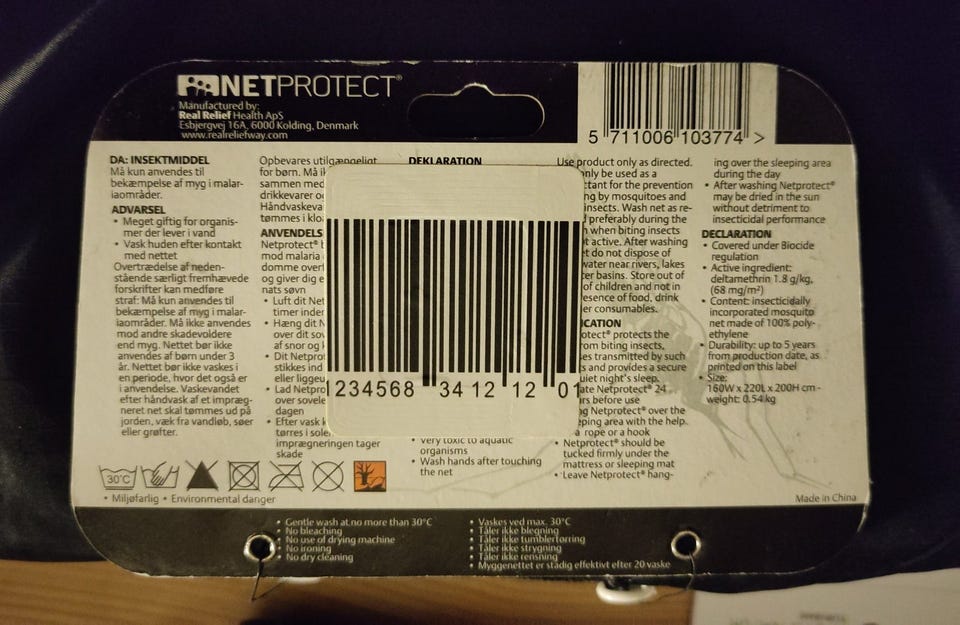 NETPROTECT®
Manufactured by:
Real Relief Health ApS
Esbjergvej 16A, 6000 Kolding, Denmark
www.realreliefway.com
5 711006 103774 >
DA: INSEKTMIDDEL
Må kun anvendes til
bekæmpelse af myg i malar-
iaområder.
ADVARSEL
• Meget giftig for organis-
mer der lever i vand
• Vask huden efter kontakt
med nettet
Overtrædelse af neden-
stående særligt fremhævede
forskrifter kan medføre
straf: Må kun anvendes til
bekæmpelse af myg i malar-
iaområder. Må ikke anvendes
mod andre skadevoldere
end myg. Nettet bør ikke
anvendes af børn under 3
år. Nettet bør ikke vaskes i
en periode, hvor det også er
i anvendelse. Vaskevandet
efter håndvask af et impræg-
neret net skal tømmes ud på
jorden, væk fra vandløb, søer
eller grøfter.
Opbevares utilgængeligt
for børn. Må
sammen med
drikkevarer
Håndvaskeva
tømmes i
ANVENDELS
Netprotect®
mod malaria
domme
og giver dig
nats søvn
• Luft dit Net
timer
• Hæng dit
over dit
af snor og
• Dit Netpro
stikkes ind
eller
• Lad Netpro
over
dagen
• Efter vask
tørres i
imprægneringen tager
skade
DEKLARATION
1234568 34 12 12 01
• Very toxic to aquatic
organisms
• Wash hands after touching
the net
Use product only as directed.
only be used as a
for the prevention
by mosquitoes and
insects. Wash net as
preferably during the
when biting insects
active. After washing
do not dispose of
water near rivers, lakes
basins. Store out of
of children and not in
of food, drink
consumables.
protects the
from biting insects,
transmitted by such
and provides a secure
night's sleep.
Netprotect® 24
before use
Netprotect® over the
area with the help
a rope or a hook
• Netprotect® should be
tucked firmly under the
mattress or sleeping mat
• Leave Netprotect® hang-
ing over the sleeping area
during the day
• After washing Netprotect®
may be dried in the sun
without detriment to
insecticidal performance
DECLARATION
• Covered under Biocide
regulation
• Active ingredient:
deltamethrin 1.8 g/kg,
(68 mg/m²)
• Content: insecticidally
incorporated mosquito
net made of 100% poly-
ethylene
• Durability: up to 5 years
from production date, as
printed on this label
• Size:
160W x 220L x 200H cm -
weight: 0.54 kg
30°C
• Miljøfarlig • Environmental danger
Made in China
• Gentle wash at no more than 30°C
• No bleaching
• No use of drying machine
• No ironing
• No dry cleaning
• Vaskes ved max. 30°C
• Tåler ikke blegning
• Tåler ikke tumblertørring
• Tåler ikke strygning
• Tåler ikke rensning
• Myggenettet er stadig effektivt efter 20 vaske